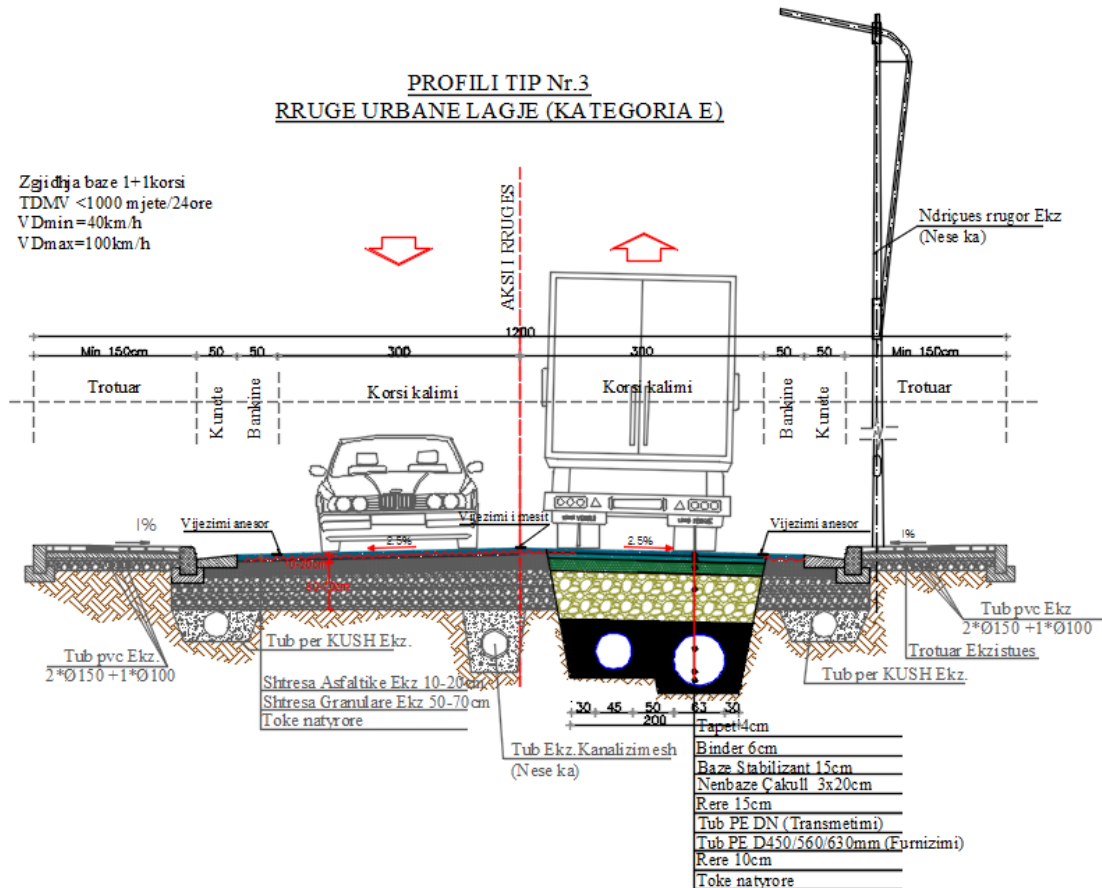 PROFILI TIP Nr.3
RRUGE URBANE LAGJE (KATEGORIA E)
Zgjidhja baze 1+1korsi
TDMV <1000 mjete/24ore
VDmin=40km/h
VDmax=100km/h
AKSI I RRUGES
Ndriçues rrugor Ekz
(Nese ka)
1200
Min 150cm 50 50 300 300 50 50 Min 150cm
Trotuar Kunete Bankine Korsi kalimi Korsi kalimi Bankine Kunete Trotuar
1% Vijezimi anesor 2.5% Vijezimi i mesit 2.5% Vijezimi anesor 1%
10-20cm
50-70cm
Tub pvc Ekz.
2*Ø150 +1*Ø100
Tub per KUSH Ekz.
Shtresa Asfaltike Ekz 10-20cm
Shtresa Granulare Ekz 50-70cm
Toke natyrore
Tub Ekz.Kanalizimesh
(Nese ka)
Tub pvc Ekz
2*Ø150 +1*Ø100
Trotuar Ekzistues
Tub per KUSH Ekz.
30 45 50 63 30
200
Tapet 4cm
Binder 6cm
Baze Stabilizant 15cm
Nenbaze Çakull 3x20cm
Rere 15cm
Tub PE DN (Transmetimi)
Tub PE D450/560/630mm (Furnizimi)
Rere 10cm
Toke natyrore